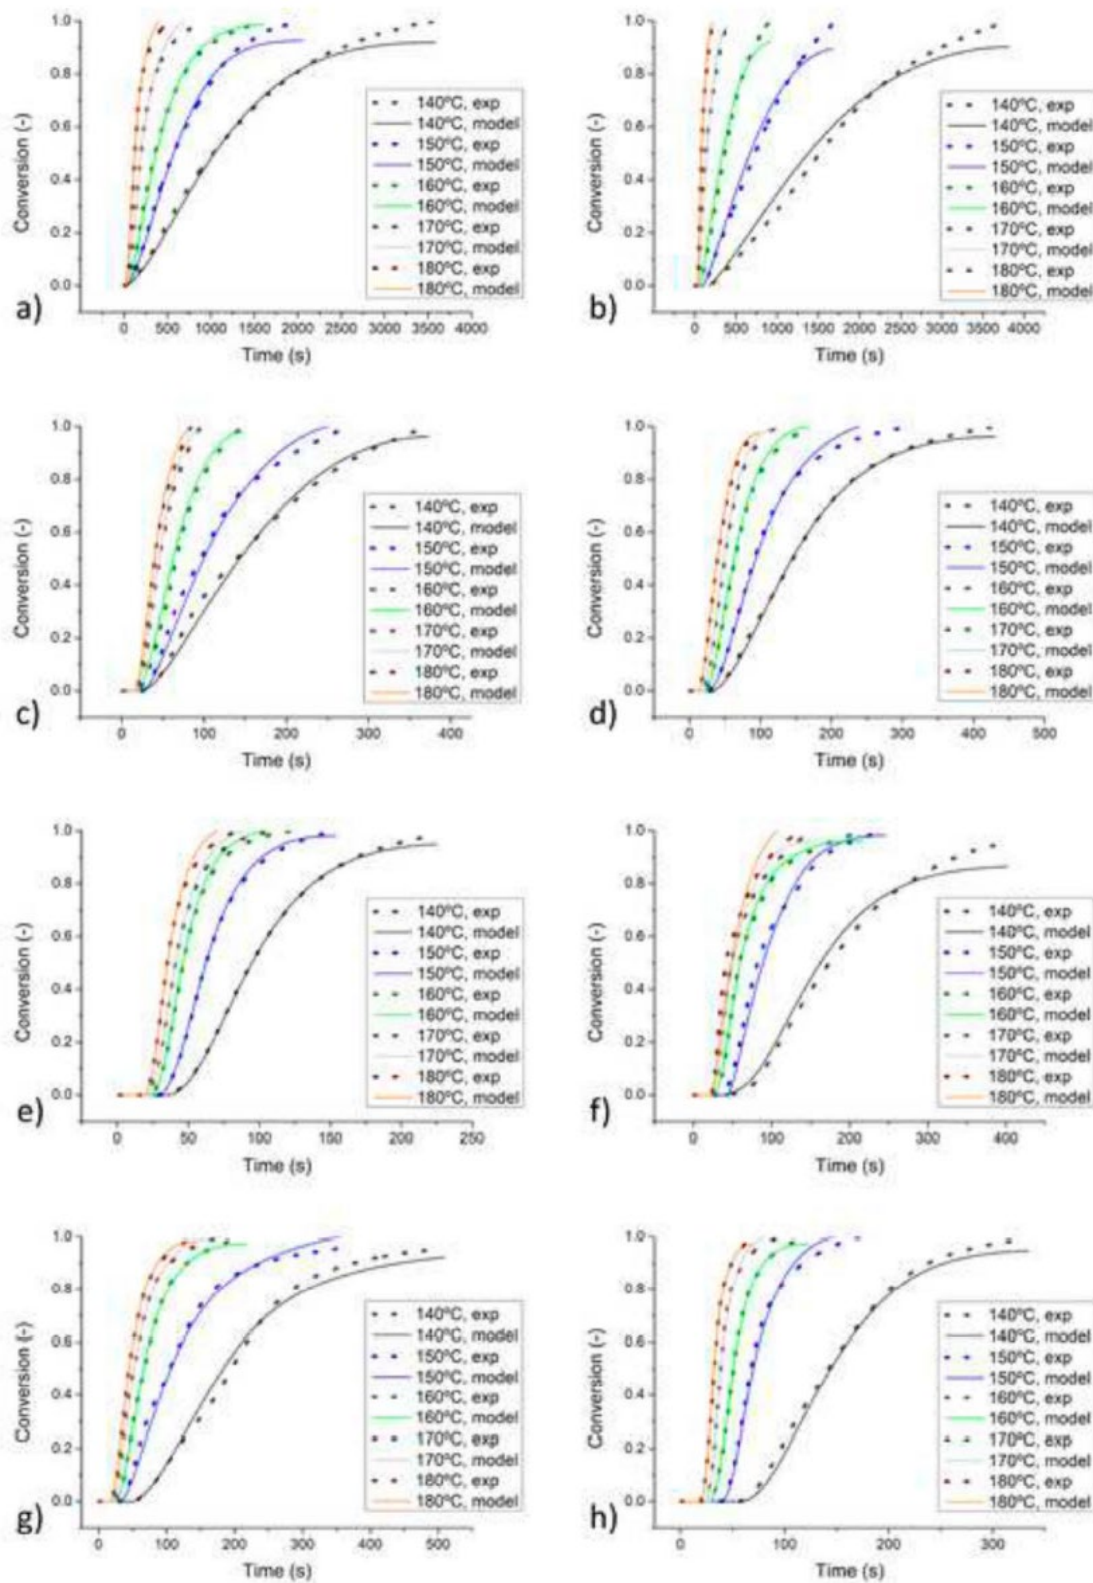 1.0
0.8
0.6
0.4
0.2
0.0
Conversion (-)
140ºC, exp
140ºC, model
150ºC, exp
150ºC, model
160ºC, exp
160ºC, model
170ºC, exp
170ºC, model
180ºC, exp
180ºC, model
a)
0 500 1000 1500 2000 2500 3000 3500 4000
Time (s)
1.0
0.8
0.6
0.4
0.2
0.0
Conversion (-)
140ºC, exp
140ºC, model
150ºC, exp
150ºC, model
160ºC, exp
160ºC, model
170ºC, exp
170ºC, model
180ºC, exp
180ºC, model
b)
0 500 1000 1500 2000 2500 3000 3500 4000
Time (s)
1.0
0.8
0.6
0.4
0.2
0.0
Conversion (-)
140ºC, exp
140ºC, model
150ºC, exp
150ºC, model
160ºC, exp
160ºC, model
170ºC, exp
170ºC, model
180ºC, exp
180ºC, model
c)
0 100 200 300 400
Time (s)
1.0
0.8
0.6
0.4
0.2
0.0
Conversion (-)
140ºC, exp
140ºC, model
150ºC, exp
150ºC, model
160ºC, exp
160ºC, model
170ºC, exp
170ºC, model
180ºC, exp
180ºC, model
d)
0 100 200 300 400 500
Time (s)
1.0
0.8
0.6
0.4
0.2
0.0
Conversion (-)
140ºC, exp
140ºC, model
150ºC, exp
150ºC, model
160ºC, exp
160ºC, model
170ºC, exp
170ºC, model
180ºC, exp
180ºC, model
e)
0 50 100 150 200 250
Time (s)
1.0
0.8
0.6
0.4
0.2
0.0
Conversion (-)
140ºC, exp
140ºC, model
150ºC, exp
150ºC, model
160ºC, exp
160ºC, model
170ºC, exp
170ºC, model
180ºC, exp
180ºC, model
f)
0 100 200 300 400
Time (s)
1.0
0.8
0.6
0.4
0.2
0.0
Conversion (-)
140ºC, exp
140ºC, model
150ºC, exp
150ºC, model
160ºC, exp
160ºC, model
170ºC, exp
170ºC, model
180ºC, exp
180ºC, model
g)
0 100 200 300 400 500
Time (s)
1.0
0.8
0.6
0.4
0.2
0.0
Conversion (-)
140ºC, exp
140ºC, model
150ºC, exp
150ºC, model
160ºC, exp
160ºC, model
170ºC, exp
170ºC, model
180ºC, exp
180ºC, model
h)
0 100 200 300
Time (s)